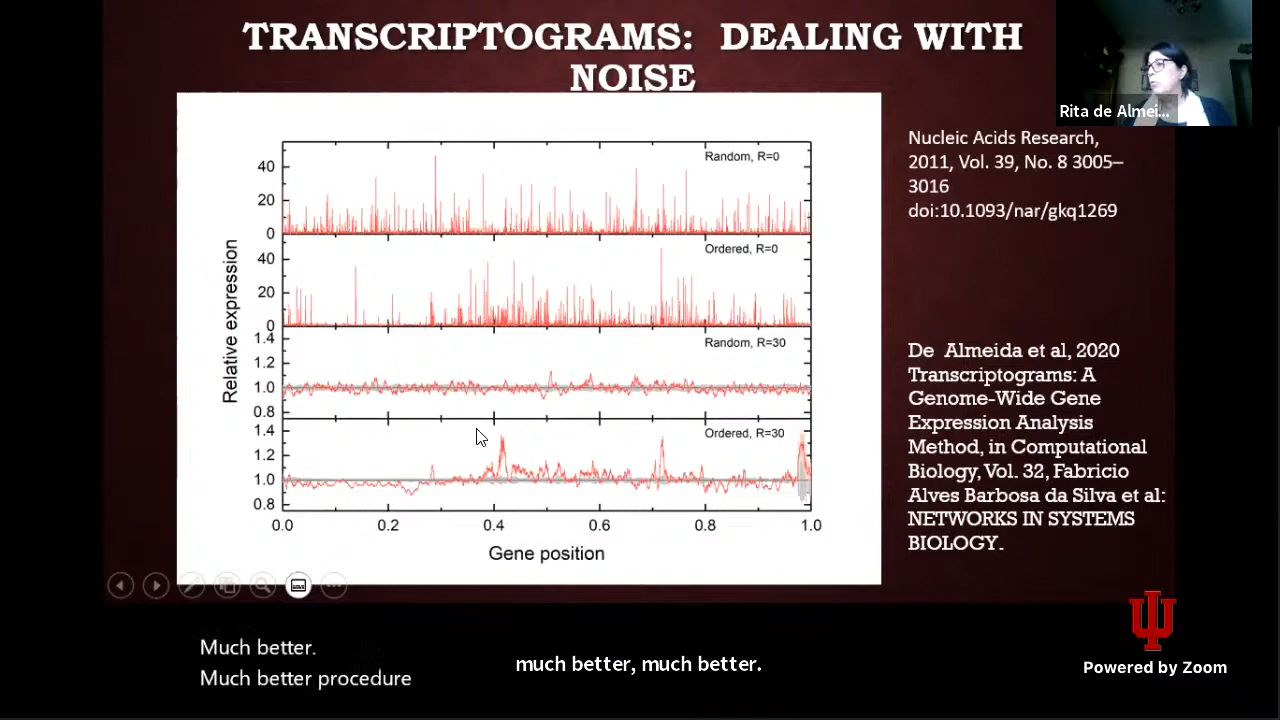 TRANSCRIPTOGRAMS: DEALING WITH
NOISE
Rita de Almei...
Nucleic Acids Research,
2011, Vol. 39, No. 8 3005–
3016
doi:10.1093/nar/gkq1269
De Almeida et al, 2020
Transcriptograms: A
Genome-Wide Gene
Expression Analysis
Method, in Computational
Biology, Vol. 32, Fabricio
Alves Barbosa da Silva et al:
NETWORKS IN SYSTEMS
BIOLOGY.
Relative expression
Random, R=0
40
20
0
Ordered, R=0
40
20
0
Random, R=30
1.4
1.2
1.0
0.8
Ordered, R=30
1.4
1.2
1.0
0.8
0.0 0.2 0.4 0.6 0.8 1.0
Gene position
Much better.
Much better procedure
much better, much better.
Powered by Zoom